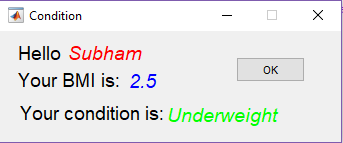 Condition
Hello Subham
OK
Your BMI is: 2.5
Your condition is: Underweight